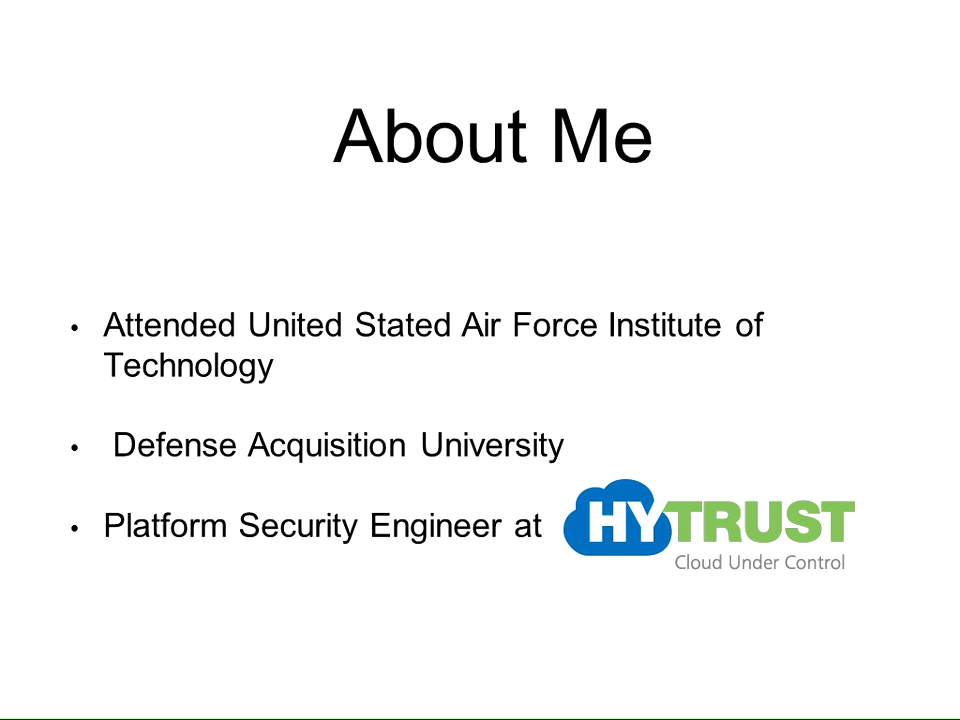 About Me
• Attended United Stated Air Force Institute of
Technology
• Defense Acquisition University
• Platform Security Engineer at
HYTRUST
Cloud Under Control